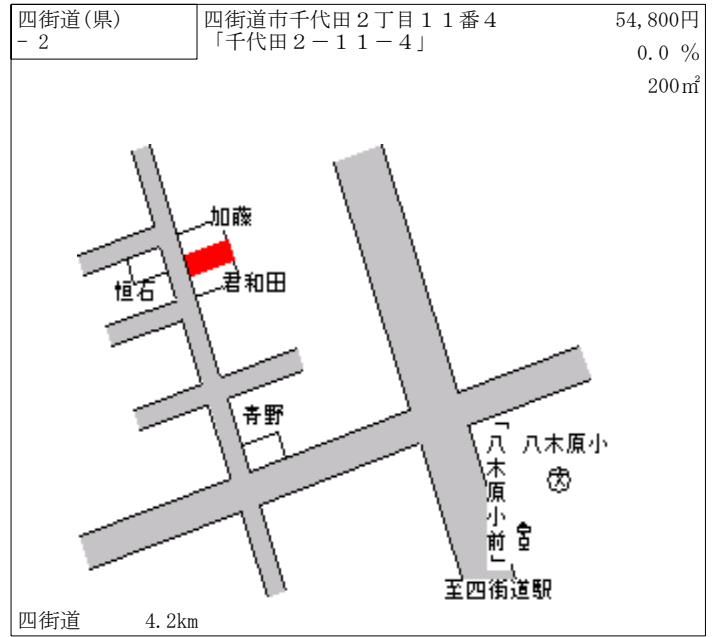 四街道(県)
- 2
四街道市千代田２丁目１１番４
「千代田２－１１－４」
54,800円
0.0 %
200㎡
加藤
恒石
君和田
青野
「八木原小前」
八木原小
至四街道駅
四街道 4.2km